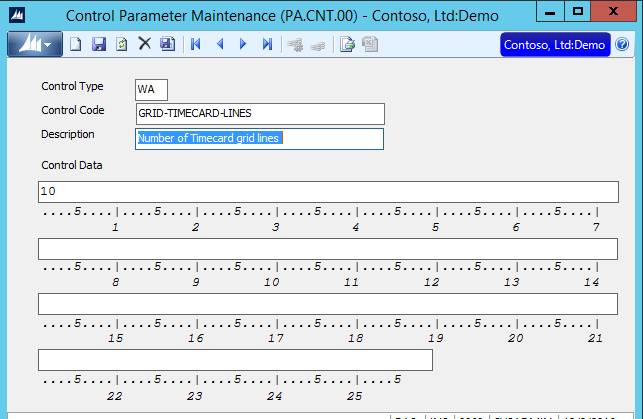 Control Parameter Maintenance (PA.CNT.00) - Contoso, Ltd:Demo
Contoso, Ltd:Demo
Control Type WA
Control Code GRID-TIMECARD-LINES
Description Number of Timecard grid lines
Control Data
10
....5....|....5....|....5....|....5....|....5....|....5....|....5....|
1 2 3 4 5 6 7
....5....|....5....|....5....|....5....|....5....|....5....|....5....|
8 9 10 11 12 13 14
....5....|....5....|....5....|....5....|....5....|....5....|....5....|
15 16 17 18 19 20 21
....5....|....5....|....5....|....5....|....5
22 23 24 25